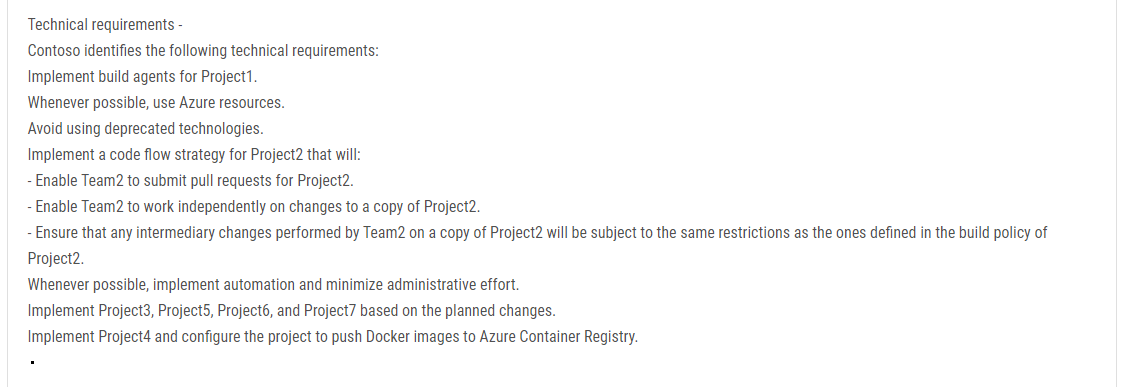 Technical requirements -
Contoso identifies the following technical requirements:
Implement build agents for Project1.
Whenever possible, use Azure resources.
Avoid using deprecated technologies.
Implement a code flow strategy for Project2 that will:
- Enable Team2 to submit pull requests for Project2.
- Enable Team2 to work independently on changes to a copy of Project2.
- Ensure that any intermediary changes performed by Team2 on a copy of Project2 will be subject to the same restrictions as the ones defined in the build policy of
Project2.
Whenever possible, implement automation and minimize administrative effort.
Implement Project3, Project5, Project6, and Project7 based on the planned changes.
Implement Project4 and configure the project to push Docker images to Azure Container Registry.